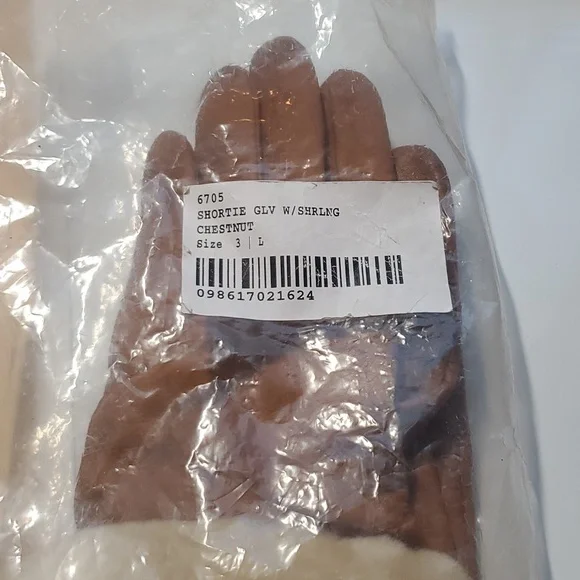 6705
SHORTIE GLV W/SHRLNG
CHESTNUT
Size 3 | L
098617021624